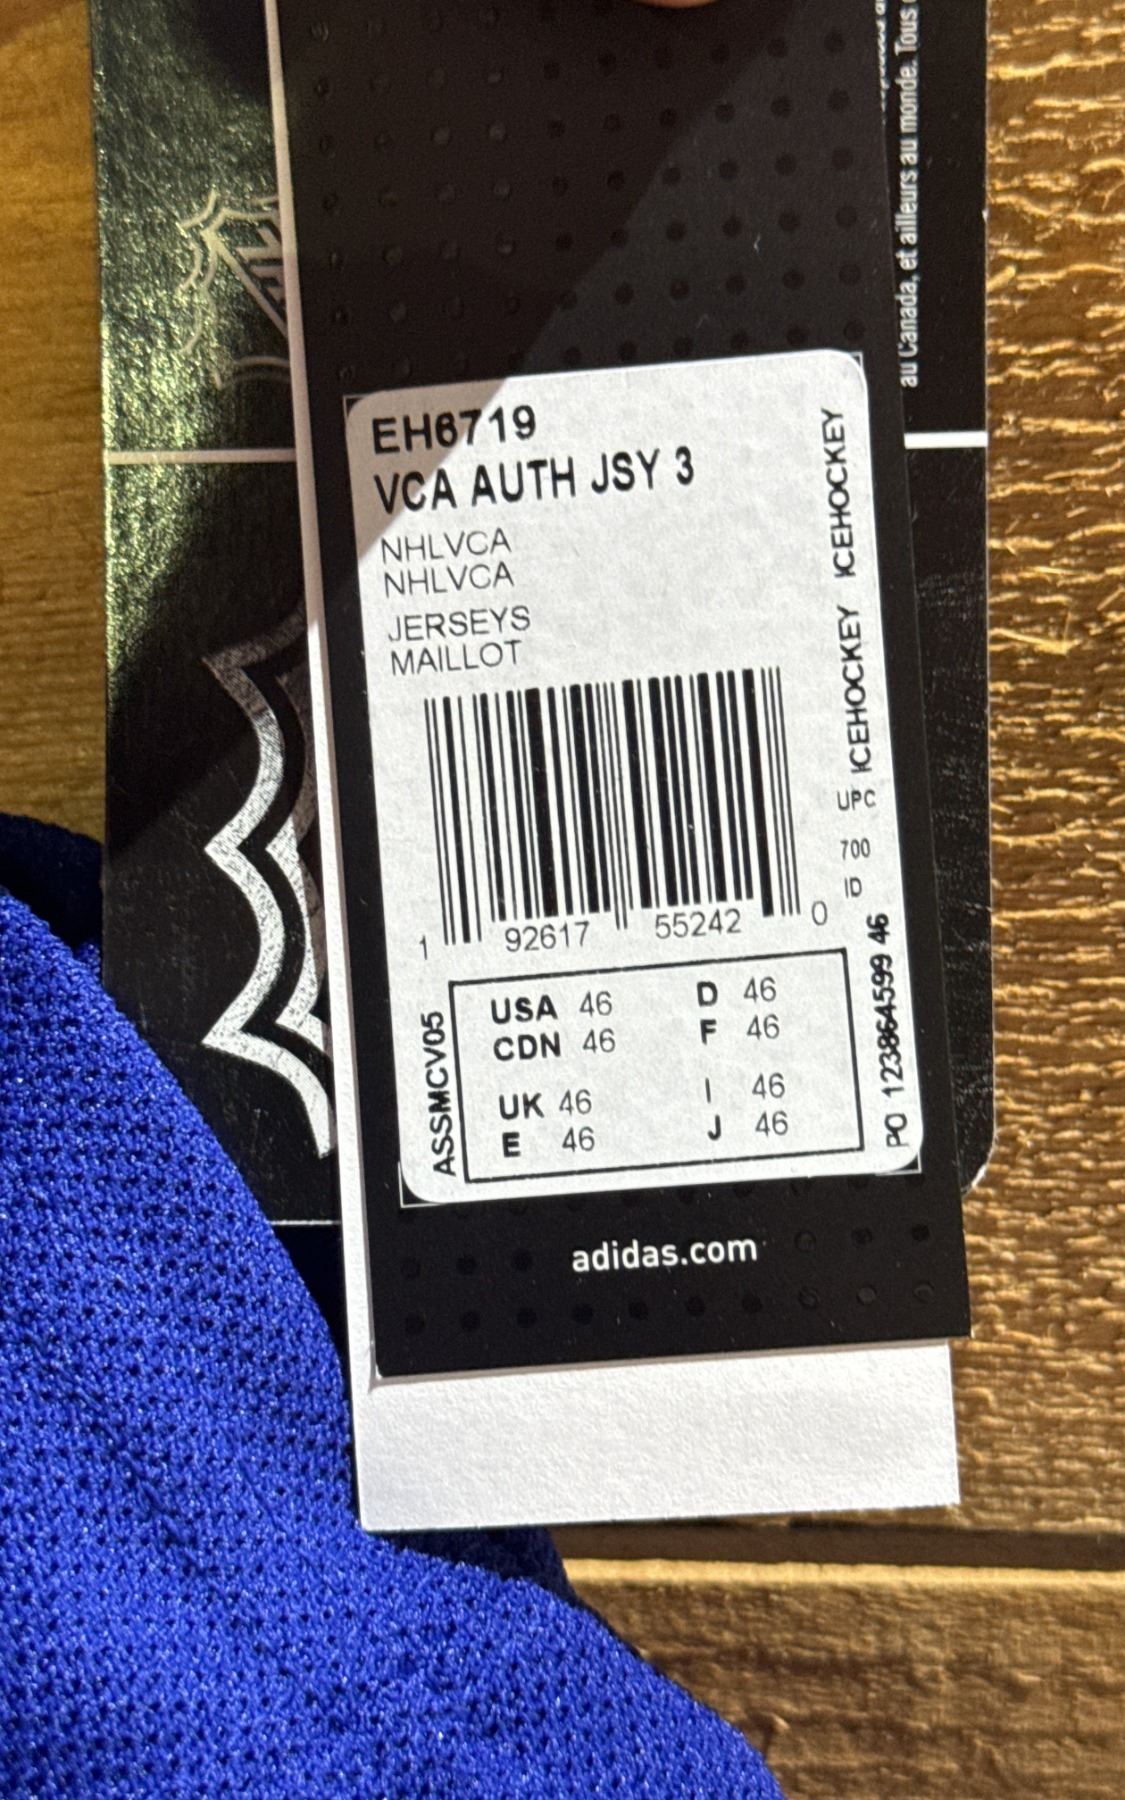 au Canada, et ailleurs au monde. Tous
EH6719
VCA AUTH JSY 3
NHLVCA
NHLVCA
JERSEYS
MAILLOT
ICEHOCKEY ICEHOCKEY
UPC
700
ID
PO 123864599 46
1 92617 55242 0
ASSMCV05
USA 46 D 46
CDN 46 F 46
UK 46 I 46
E 46 J 46
adidas.com